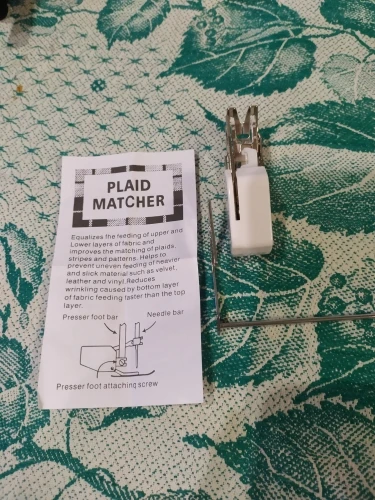 PLAID
MATCHER
Equalizes the feeding of upper and
Lower layers of fabric and
improves the matching of plaids,
stripes and patterns. Helps to
prevent uneven feeding of heavier
and slick material such as velvet,
leather and vinyl. Reduces
wrinkling caused by bottom layer
of fabric feeding faster than the top
layer.
Presser foot bar
Needle bar
Presser foot attaching screw